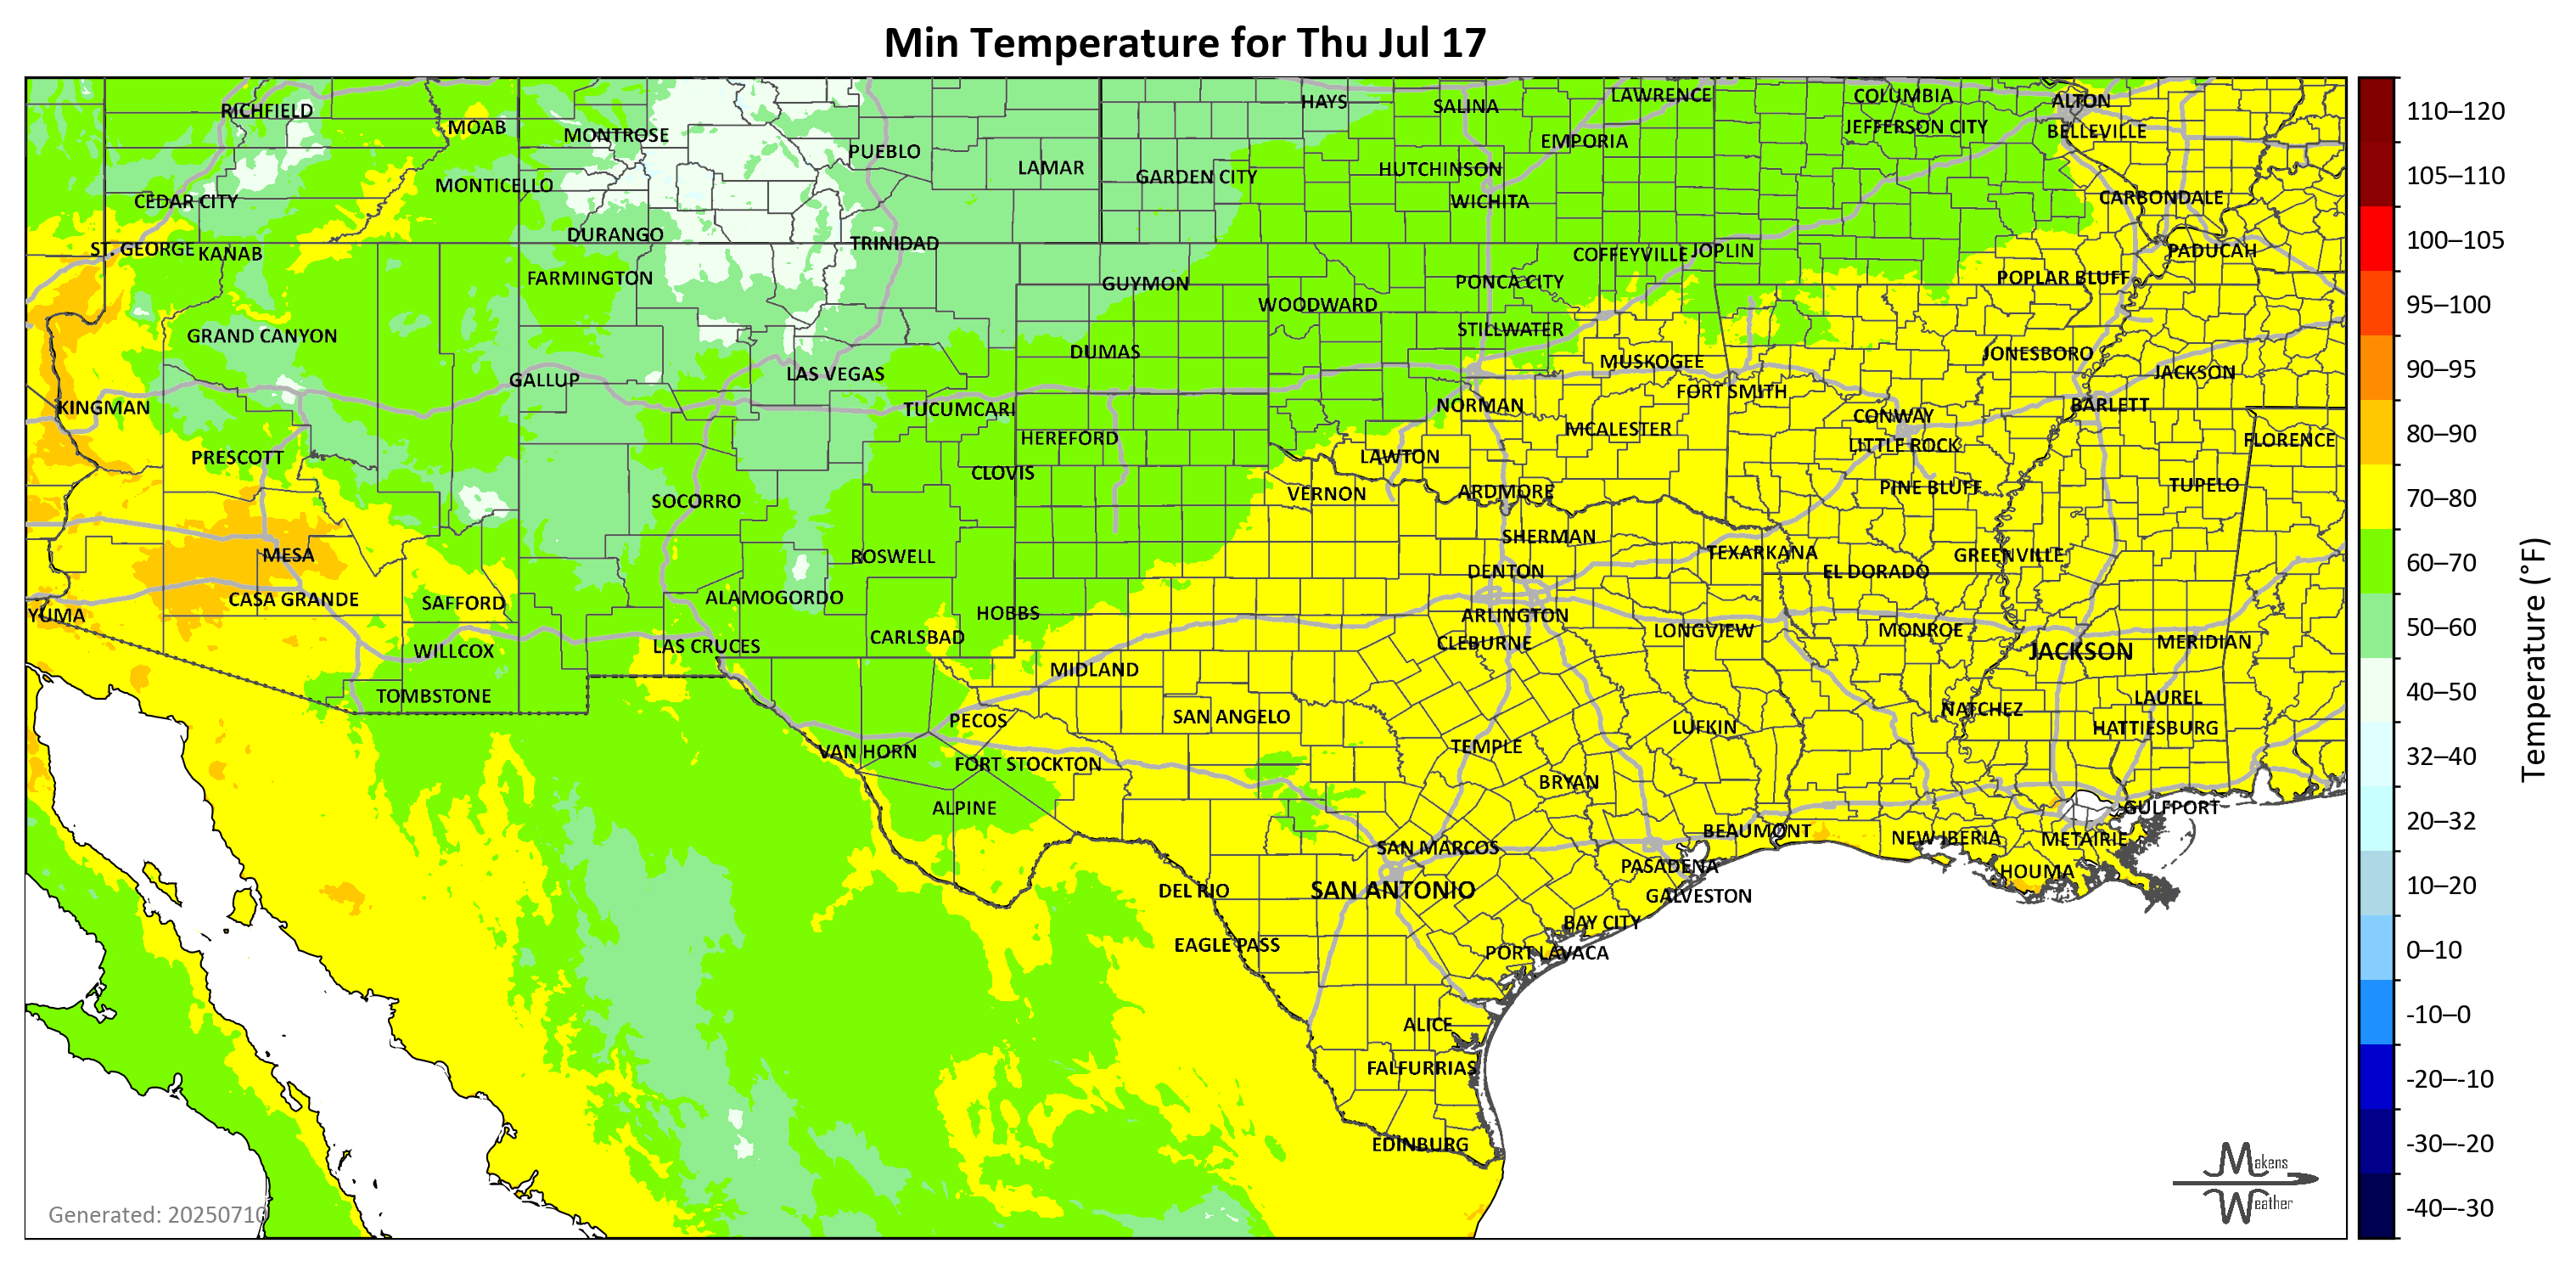 Min Temperature for Thu Jul 17
RICHFIELD
MOAB
MONTROSE
PUEBLO
LAMAR
HAYS
SALINA
LAWRENCE
COLUMBIA
ALTON
JEFFERSON CITY
BELLEVILLE
EMPORIA
HUTCHINSON
GARDEN CITY
MONTICELLO
CEDAR CITY
WICHITA
CARBONDALE
DURANGO
TRINIDAD
ST. GEORGE
KANAB
COFFEYVILLE
JOPLIN
PADUCAH
FARMINGTON
GUYMON
PONCA CITY
POPLAR BLUFF
WOODWARD
GRAND CANYON
STILLWATER
DUMAS
MUSKOGEE
JONESBORO
JACKSON
GALLUP
LAS VEGAS
FORT SMITH
KINGMAN
TUCUMCARI
NORMAN
CONWAY
BARLETT
HEREFORD
MCALESTER
LITTLE ROCK
FLORENCE
PRESCOTT
CLOVIS
LAWTON
SOCORRO
VERNON
ARDMORE
PINE BLUFF
TUPELO
MESA
ROSWELL
SHERMAN
TEXARKANA
GREENVILLE
DENTON
EL DORADO
CASA GRANDE
SAFFORD
ALAMOGORDO
HOBBS
ARLINGTON
YUMA
WILLCOX
LAS CRUCES
CARLSBAD
CLEBURNE
LONGVIEW
MONROE
JACKSON
MERIDIAN
MIDLAND
TOMBSTONE
LAUREL
PECOS
SAN ANGELO
NATCHEZ
LUFKIN
HATTIESBURG
VAN HORN
FORT STOCKTON
TEMPLE
BRYAN
ALPINE
GULFPORT
BEAUMONT
NEW IBERIA
METAIRIE
SAN MARCOS
PASADENA
HOUMA
DEL RIO
SAN ANTONIO
GALVESTON
BAY CITY
EAGLE PASS
PORT LAVACA
ALICE
FALFURRIAS
EDINBURG
Generated: 20250710
Makens
Weather
110–120
105–110
100–105
95–100
90–95
80–90
70–80
60–70
50–60
40–50
32–40
20–32
10–20
0–10
-10–0
-20–-10
-30–-20
-40–-30
Temperature (°F)